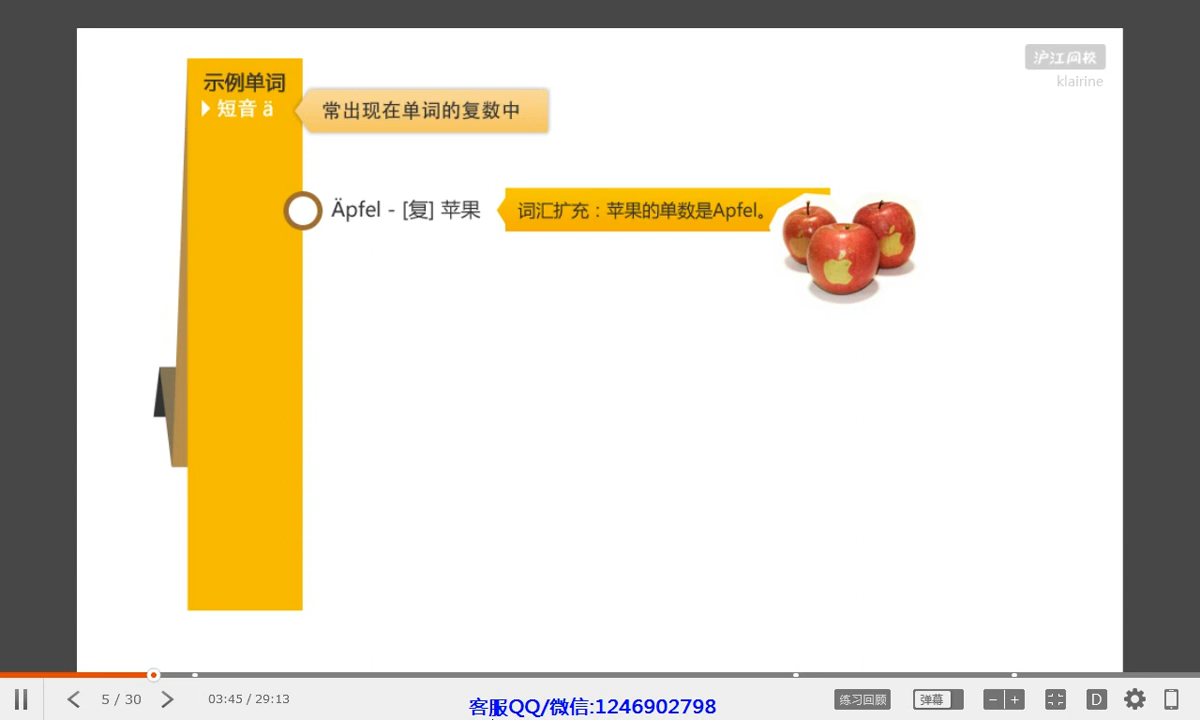 沪江网校
klairine
示例单词
短音 ä
常出现在单词的复数中
Äpfel - [复] 苹果
词汇扩充：苹果的单数是Apfel。
5 / 30
03:45 / 29:13
客服QQ/微信:1246902798
练习回顾
弹幕
D